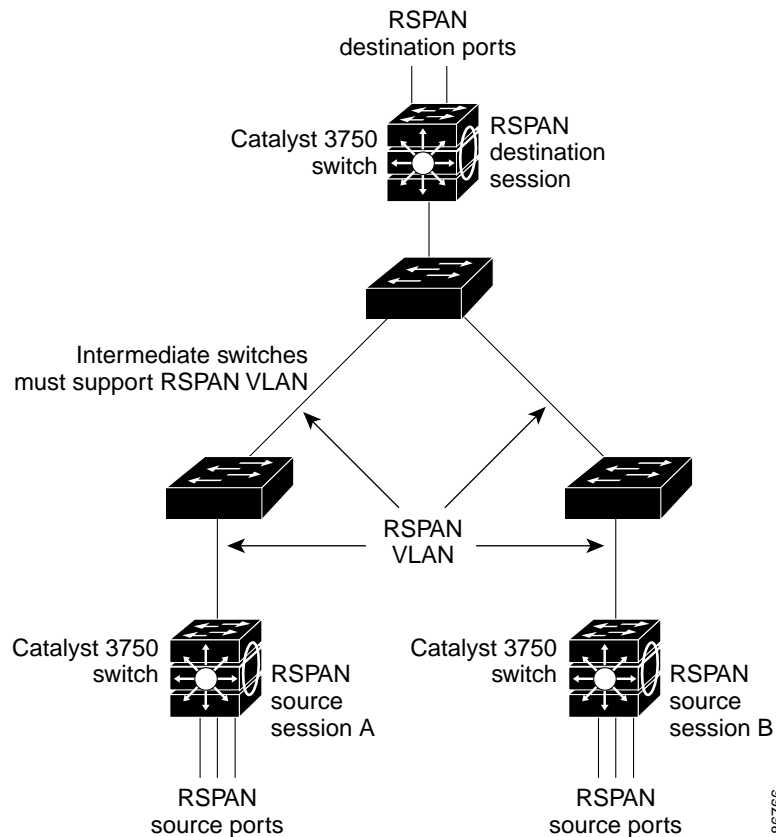 RSPAN
destination ports
Catalyst 3750
switch
RSPAN
destination
session
Intermediate switches
must support RSPAN VLAN
RSPAN
VLAN
Catalyst 3750
switch
RSPAN
source
session A
Catalyst 3750
switch
RSPAN
source
session B
RSPAN
source ports
RSPAN
source ports